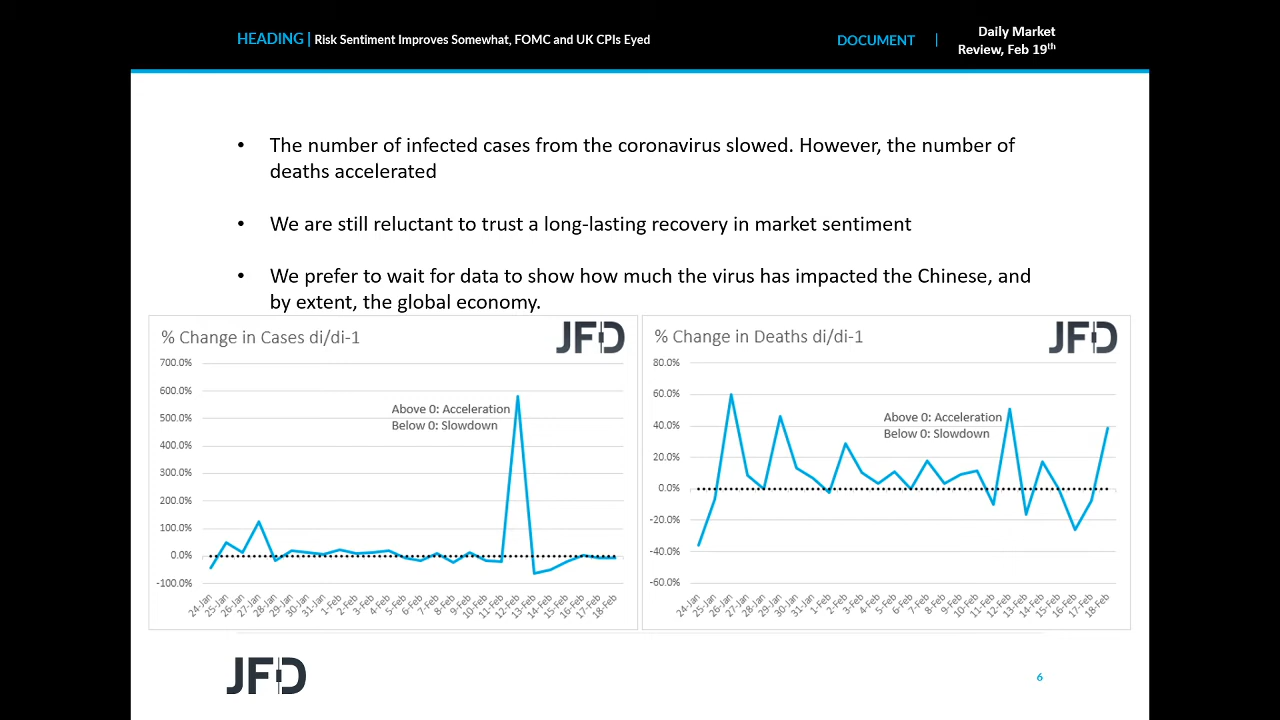 HEADING | Risk Sentiment Improves Somewhat, FOMC and UK CPIs Eyed
DOCUMENT |
Daily Market
Review, Feb 19th
• The number of infected cases from the coronavirus slowed. However, the number of
deaths accelerated
• We are still reluctant to trust a long-lasting recovery in market sentiment
• We prefer to wait for data to show how much the virus has impacted the Chinese, and
by extent, the global economy.
% Change in Cases di/di-1
JFD
700.0%
600.0%
500.0%
400.0%
300.0%
200.0%
100.0%
0.0%
-100.0%
Above 0: Acceleration
Below 0: Slowdown
24-Jan
25-Jan
26-Jan
27-Jan
28-Jan
29-Jan
30-Jan
31-Jan
1-Feb
2-Feb
3-Feb
4-Feb
5-Feb
6-Feb
7-Feb
8-Feb
9-Feb
10-Feb
11-Feb
12-Feb
13-Feb
14-Feb
15-Feb
16-Feb
17-Feb
18-Feb
% Change in Deaths di/di-1
JFD
80.0%
60.0%
40.0%
20.0%
0.0%
-20.0%
-40.0%
-60.0%
Above 0: Acceleration
Below 0: Slowdown
24-Jan
25-Jan
26-Jan
27-Jan
28-Jan
29-Jan
30-Jan
31-Jan
1-Feb
2-Feb
3-Feb
4-Feb
5-Feb
6-Feb
7-Feb
8-Feb
9-Feb
10-Feb
11-Feb
12-Feb
13-Feb
14-Feb
15-Feb
16-Feb
17-Feb
18-Feb
JFD
6